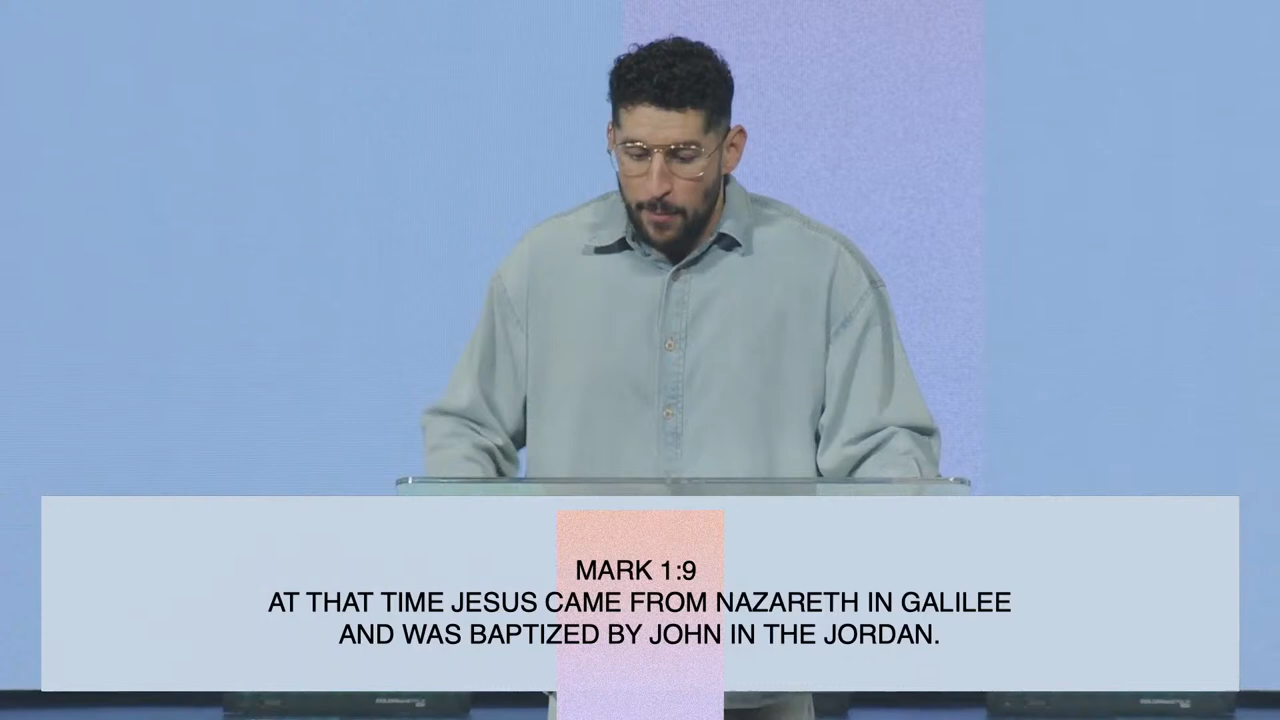 MARK 1:9
AT THAT TIME JESUS CAME FROM NAZARETH IN GALILEE
AND WAS BAPTIZED BY JOHN IN THE JORDAN.